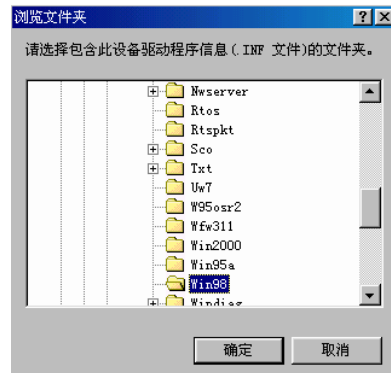 浏览文件夹
请选择包含此设备驱动程序信息(.INF 文件)的文件夹。
Nwserver
Rtos
Rtspkt
Sco
Txt
Uw7
W95osr2
Wfw311
Win2000
Win95a
Win98
Windiag
确定 取消